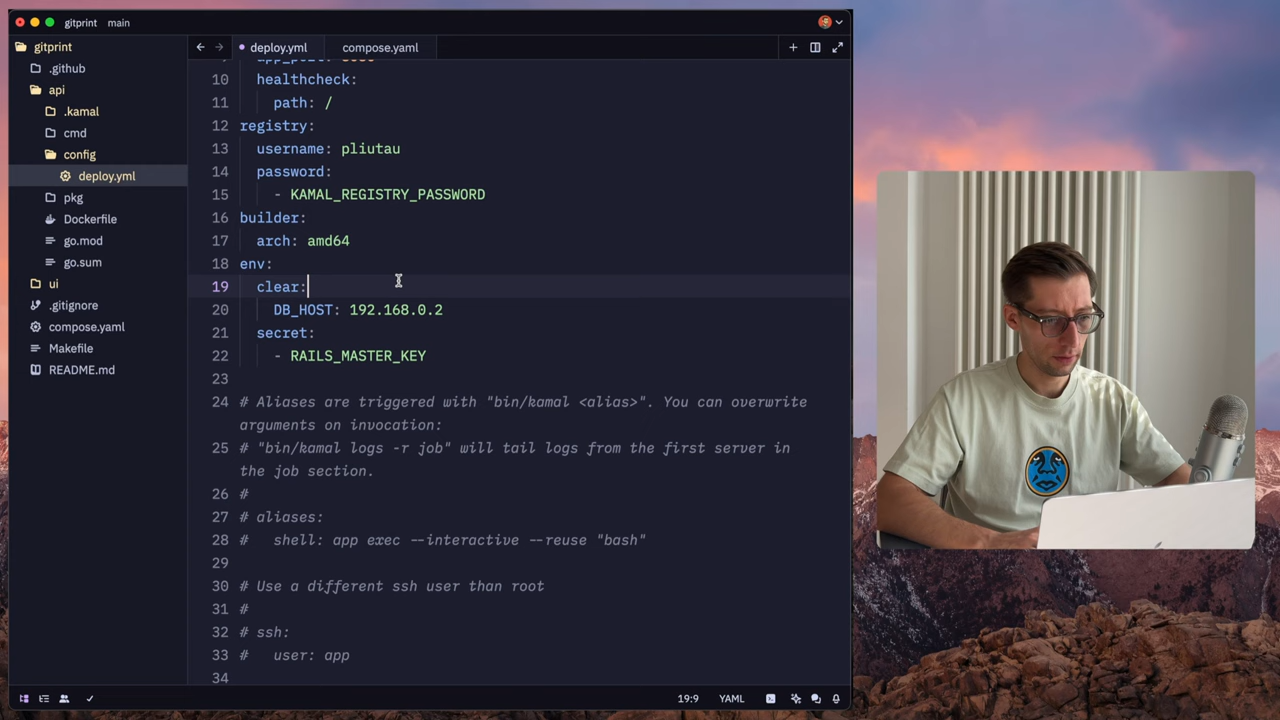 gitprint main
gitprint
.github
api
.kamal
cmd
config
deploy.yml
pkg
Dockerfile
go.mod
go.sum
ui
.gitignore
compose.yaml
Makefile
README.md
deploy.yml compose.yaml
10 healthcheck:
11 path: /
12 registry:
13 username: pliutau
14 password:
15 - KAMAL_REGISTRY_PASSWORD
16 builder:
17 arch: amd64
18 env:
19 clear:
20 DB_HOST: 192.168.0.2
21 secret:
22 - RAILS_MASTER_KEY
23
24 # Aliases are triggered with "bin/kamal <alias>". You can overwrite
arguments on invocation:
25 # "bin/kamal logs -r job" will tail logs from the first server in
the job section.
26 #
27 # aliases:
28 # shell: app exec --interactive --reuse "bash"
29
30 # Use a different ssh user than root
31 #
32 # ssh:
33 # user: app
34
19:9 YAML